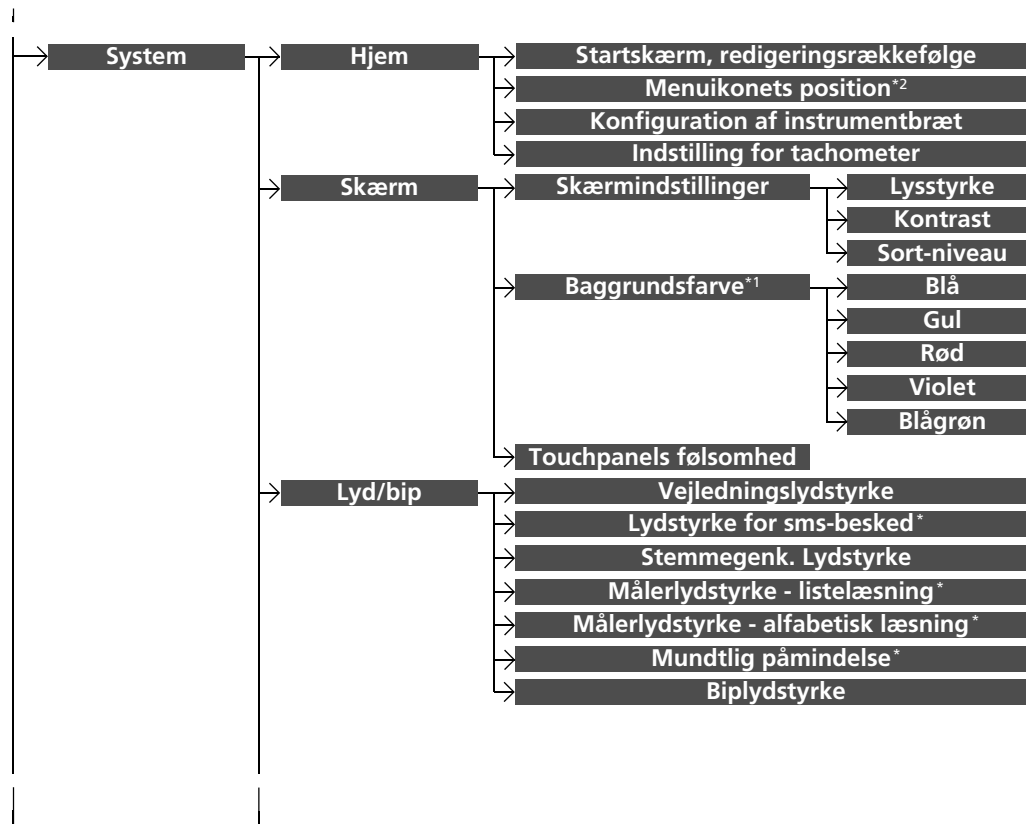 System
Hjem
Startskærm, redigeringsrækkefølge
Menuikonets position*2
Konfiguration af instrumentbræt
Indstilling for tachometer
Skærm
Skærmindstillinger
Lysstyrke
Kontrast
Sort-niveau
Baggrundsfarve*1
Blå
Gul
Rød
Violet
Blågrøn
Touchpanels følsomhed
Lyd/bip
Vejledningslydstyrke
Lydstyrke for sms-besked*
Stemmegenk. Lydstyrke
Målerlydstyrke - listelæsning*
Målerlydstyrke - alfabetisk læsning*
Mundtlig påmindelse*
Biplydstyrke